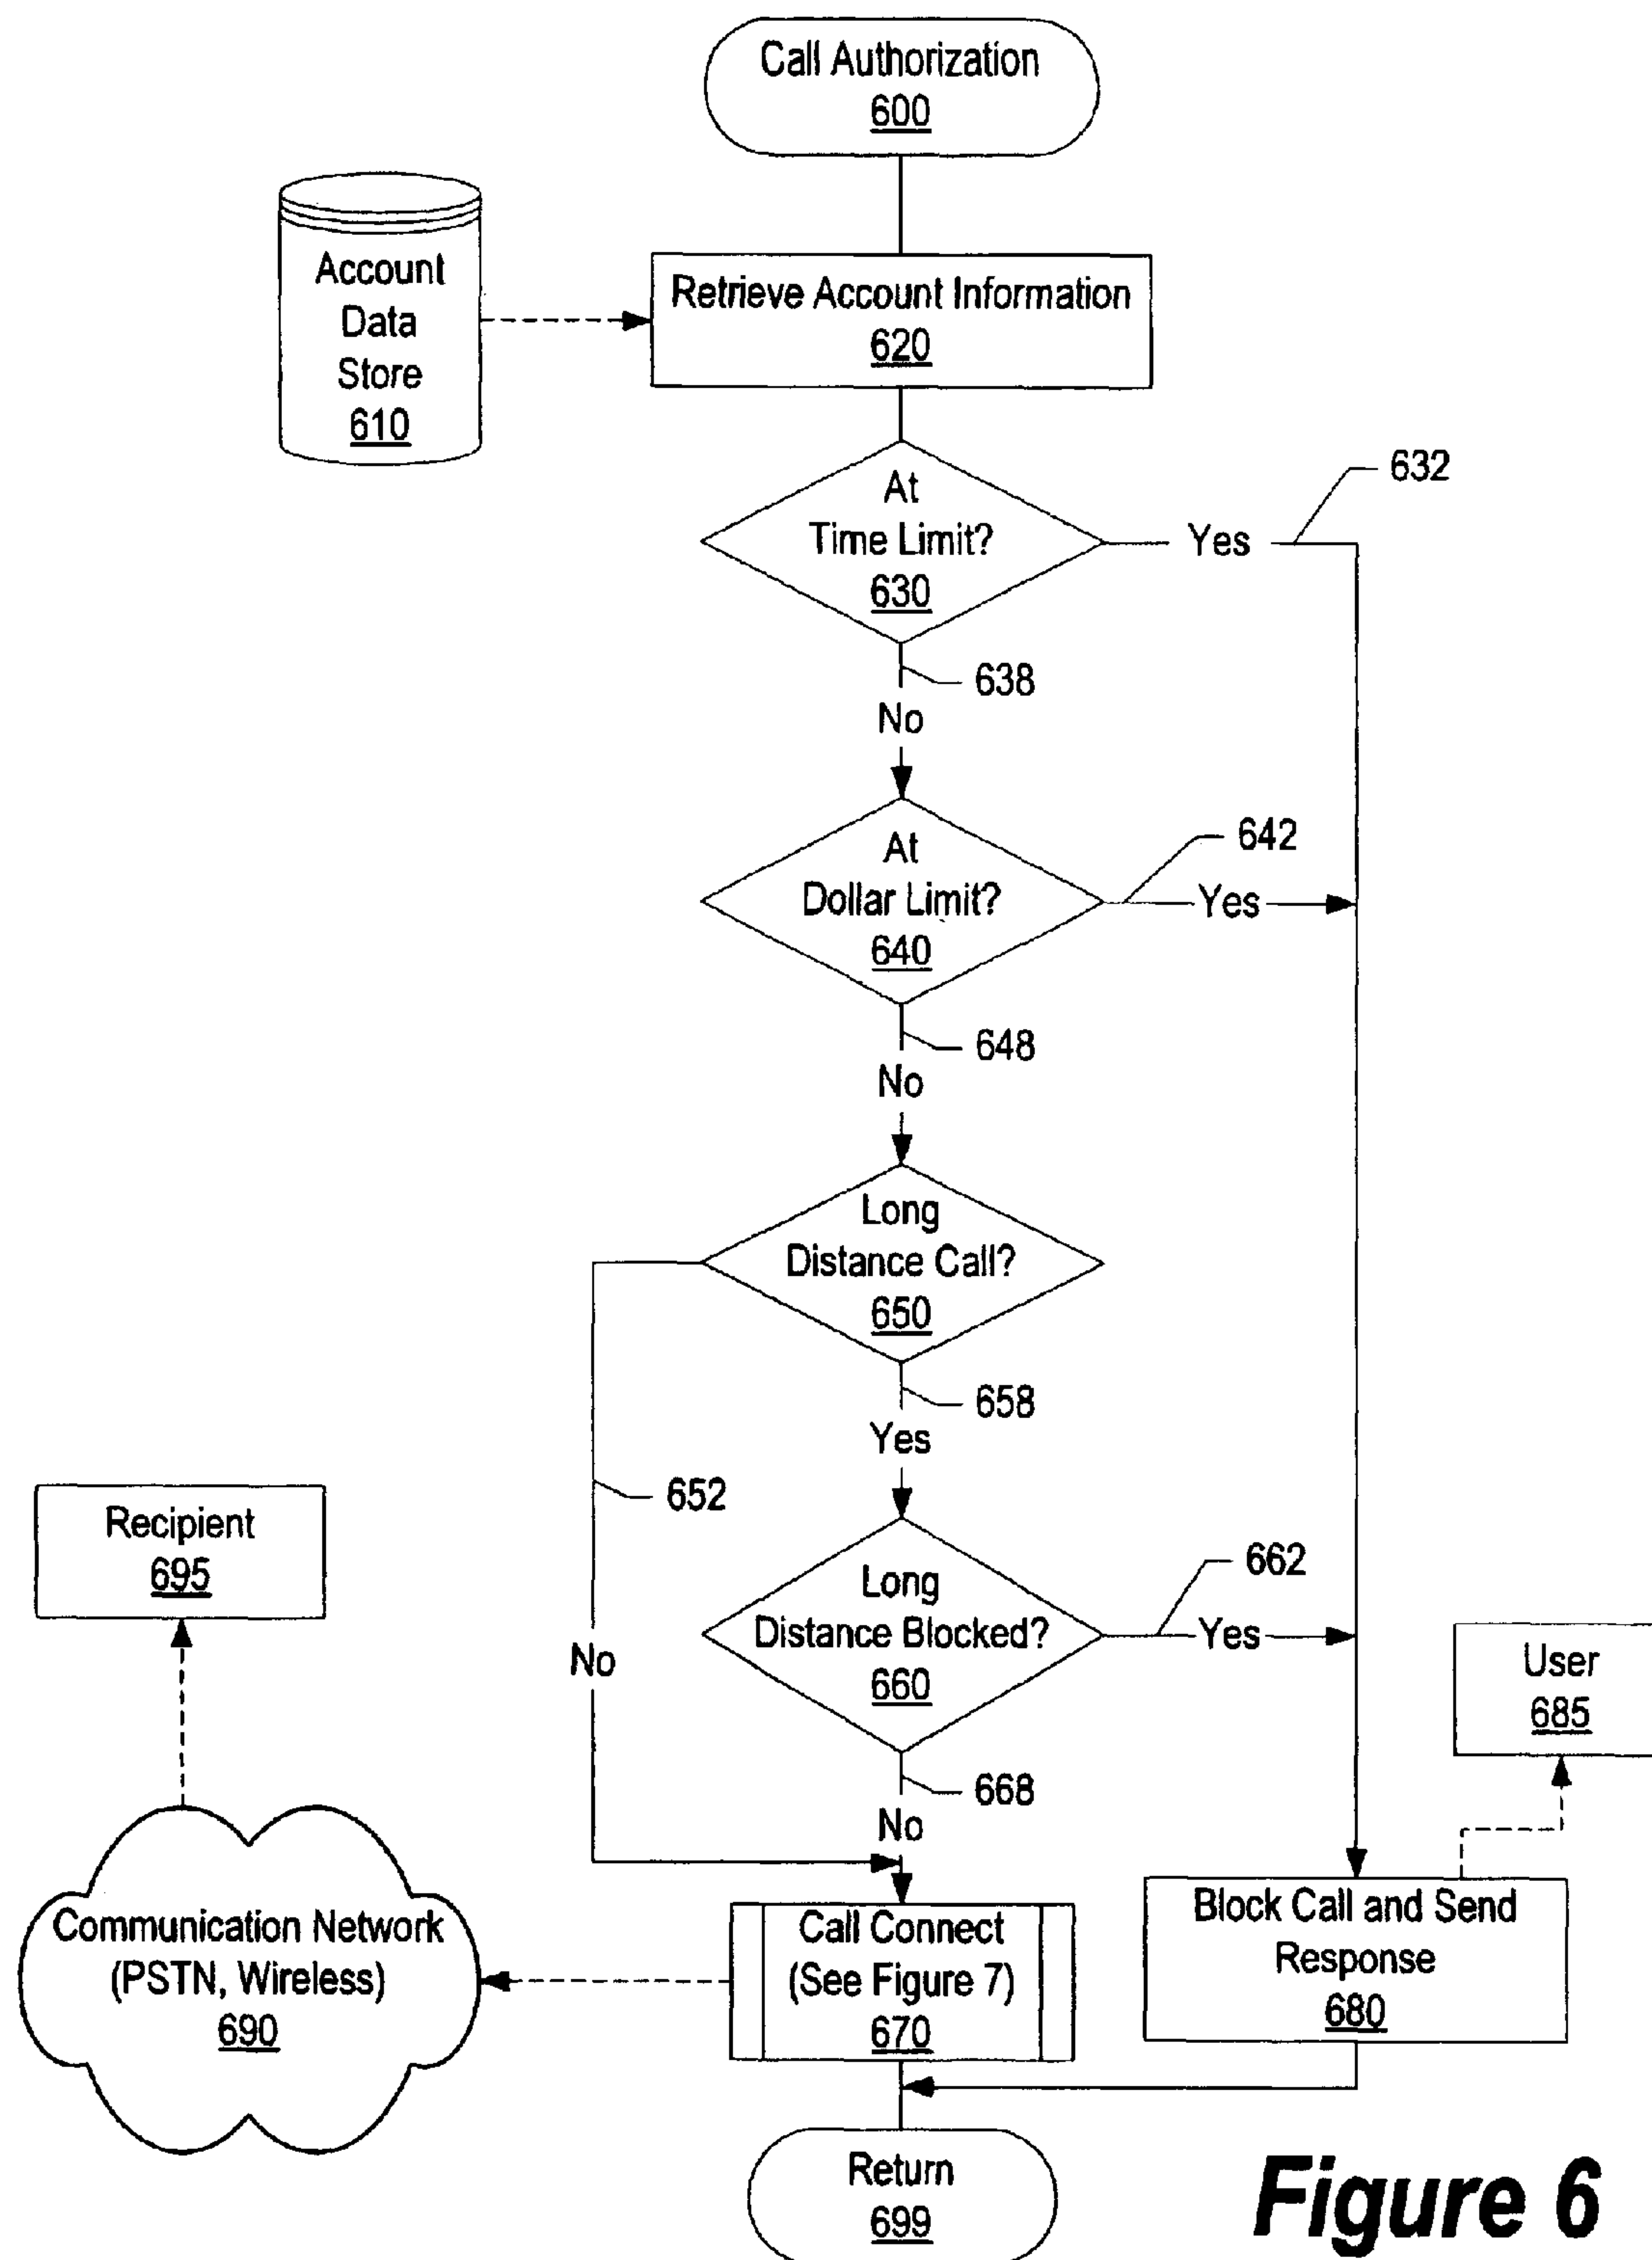 Call Authorization
600
Account
Data
Store
610
Retrieve Account Information
620
At
Time Limit?
630
Yes
632
638
No
At
Dollar Limit?
640
642
Yes
648
No
Long
Distance Call?
650
658
Yes
652
No
Recipient
695
Long
Distance Blocked?
660
662
Yes
User
685
668
No
Communication Network
(PSTN, Wireless)
690
Call Connect
(See Figure 7)
670
Block Call and Send
Response
680
Return
699
Figure 6